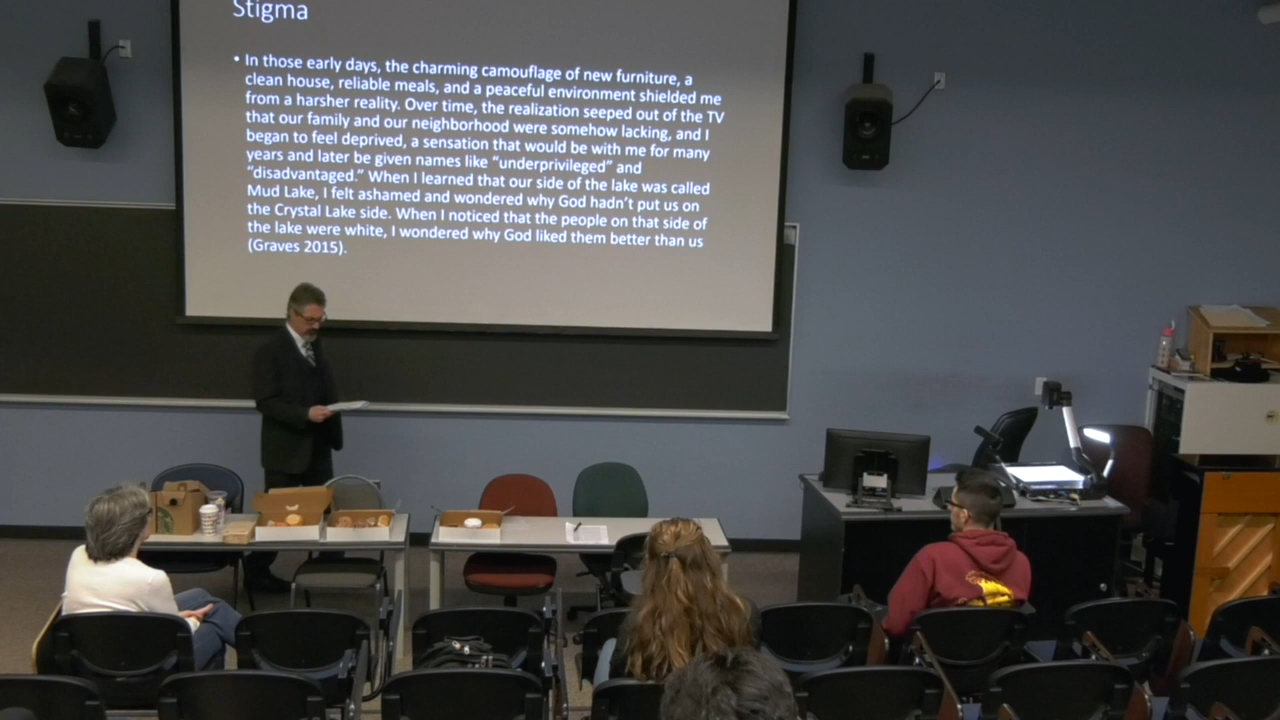 Stigma
• In those early days, the charming camouflage of new furniture, a
clean house, reliable meals, and a peaceful environment shielded me
from a harsher reality. Over time, the realization seeped out of the TV
that our family and our neighborhood were somehow lacking, and I
began to feel deprived, a sensation that would be with me for many
years and later be given names like “underprivileged” and
“disadvantaged.” When I learned that our side of the lake was called
Mud Lake, I felt ashamed and wondered why God hadn’t put us on
the Crystal Lake side. When I noticed that the people on that side of
the lake were white, I wondered why God liked them better than us
(Graves 2015).